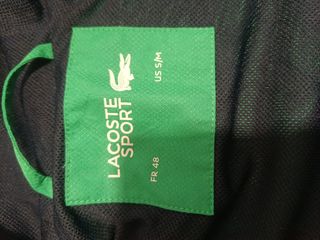 LACOSTE
SPORT
FR 48
US S/M